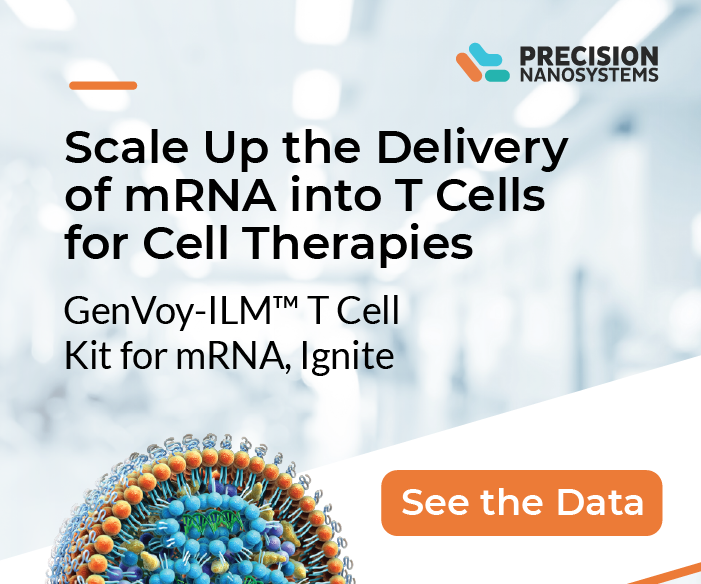 PRECISION
NANOSYSTEMS
Scale Up the Delivery
of mRNA into T Cells
for Cell Therapies
GenVoy-ILM™ T Cell
Kit for mRNA, Ignite
See the Data